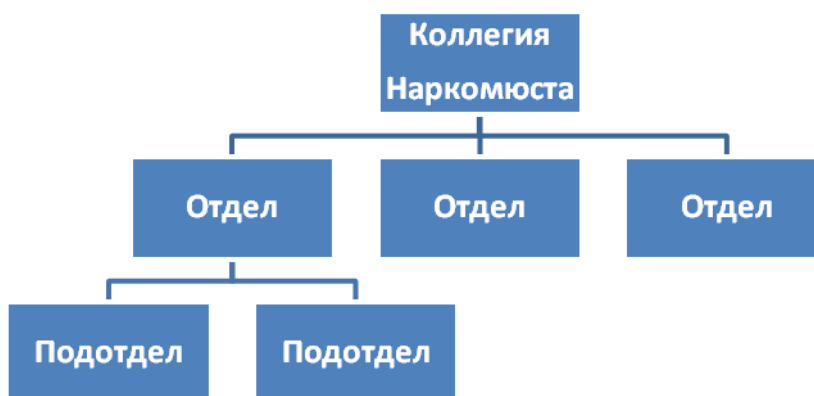 Коллегия
Наркомюста
Отдел
Отдел
Отдел
Подотдел
Подотдел